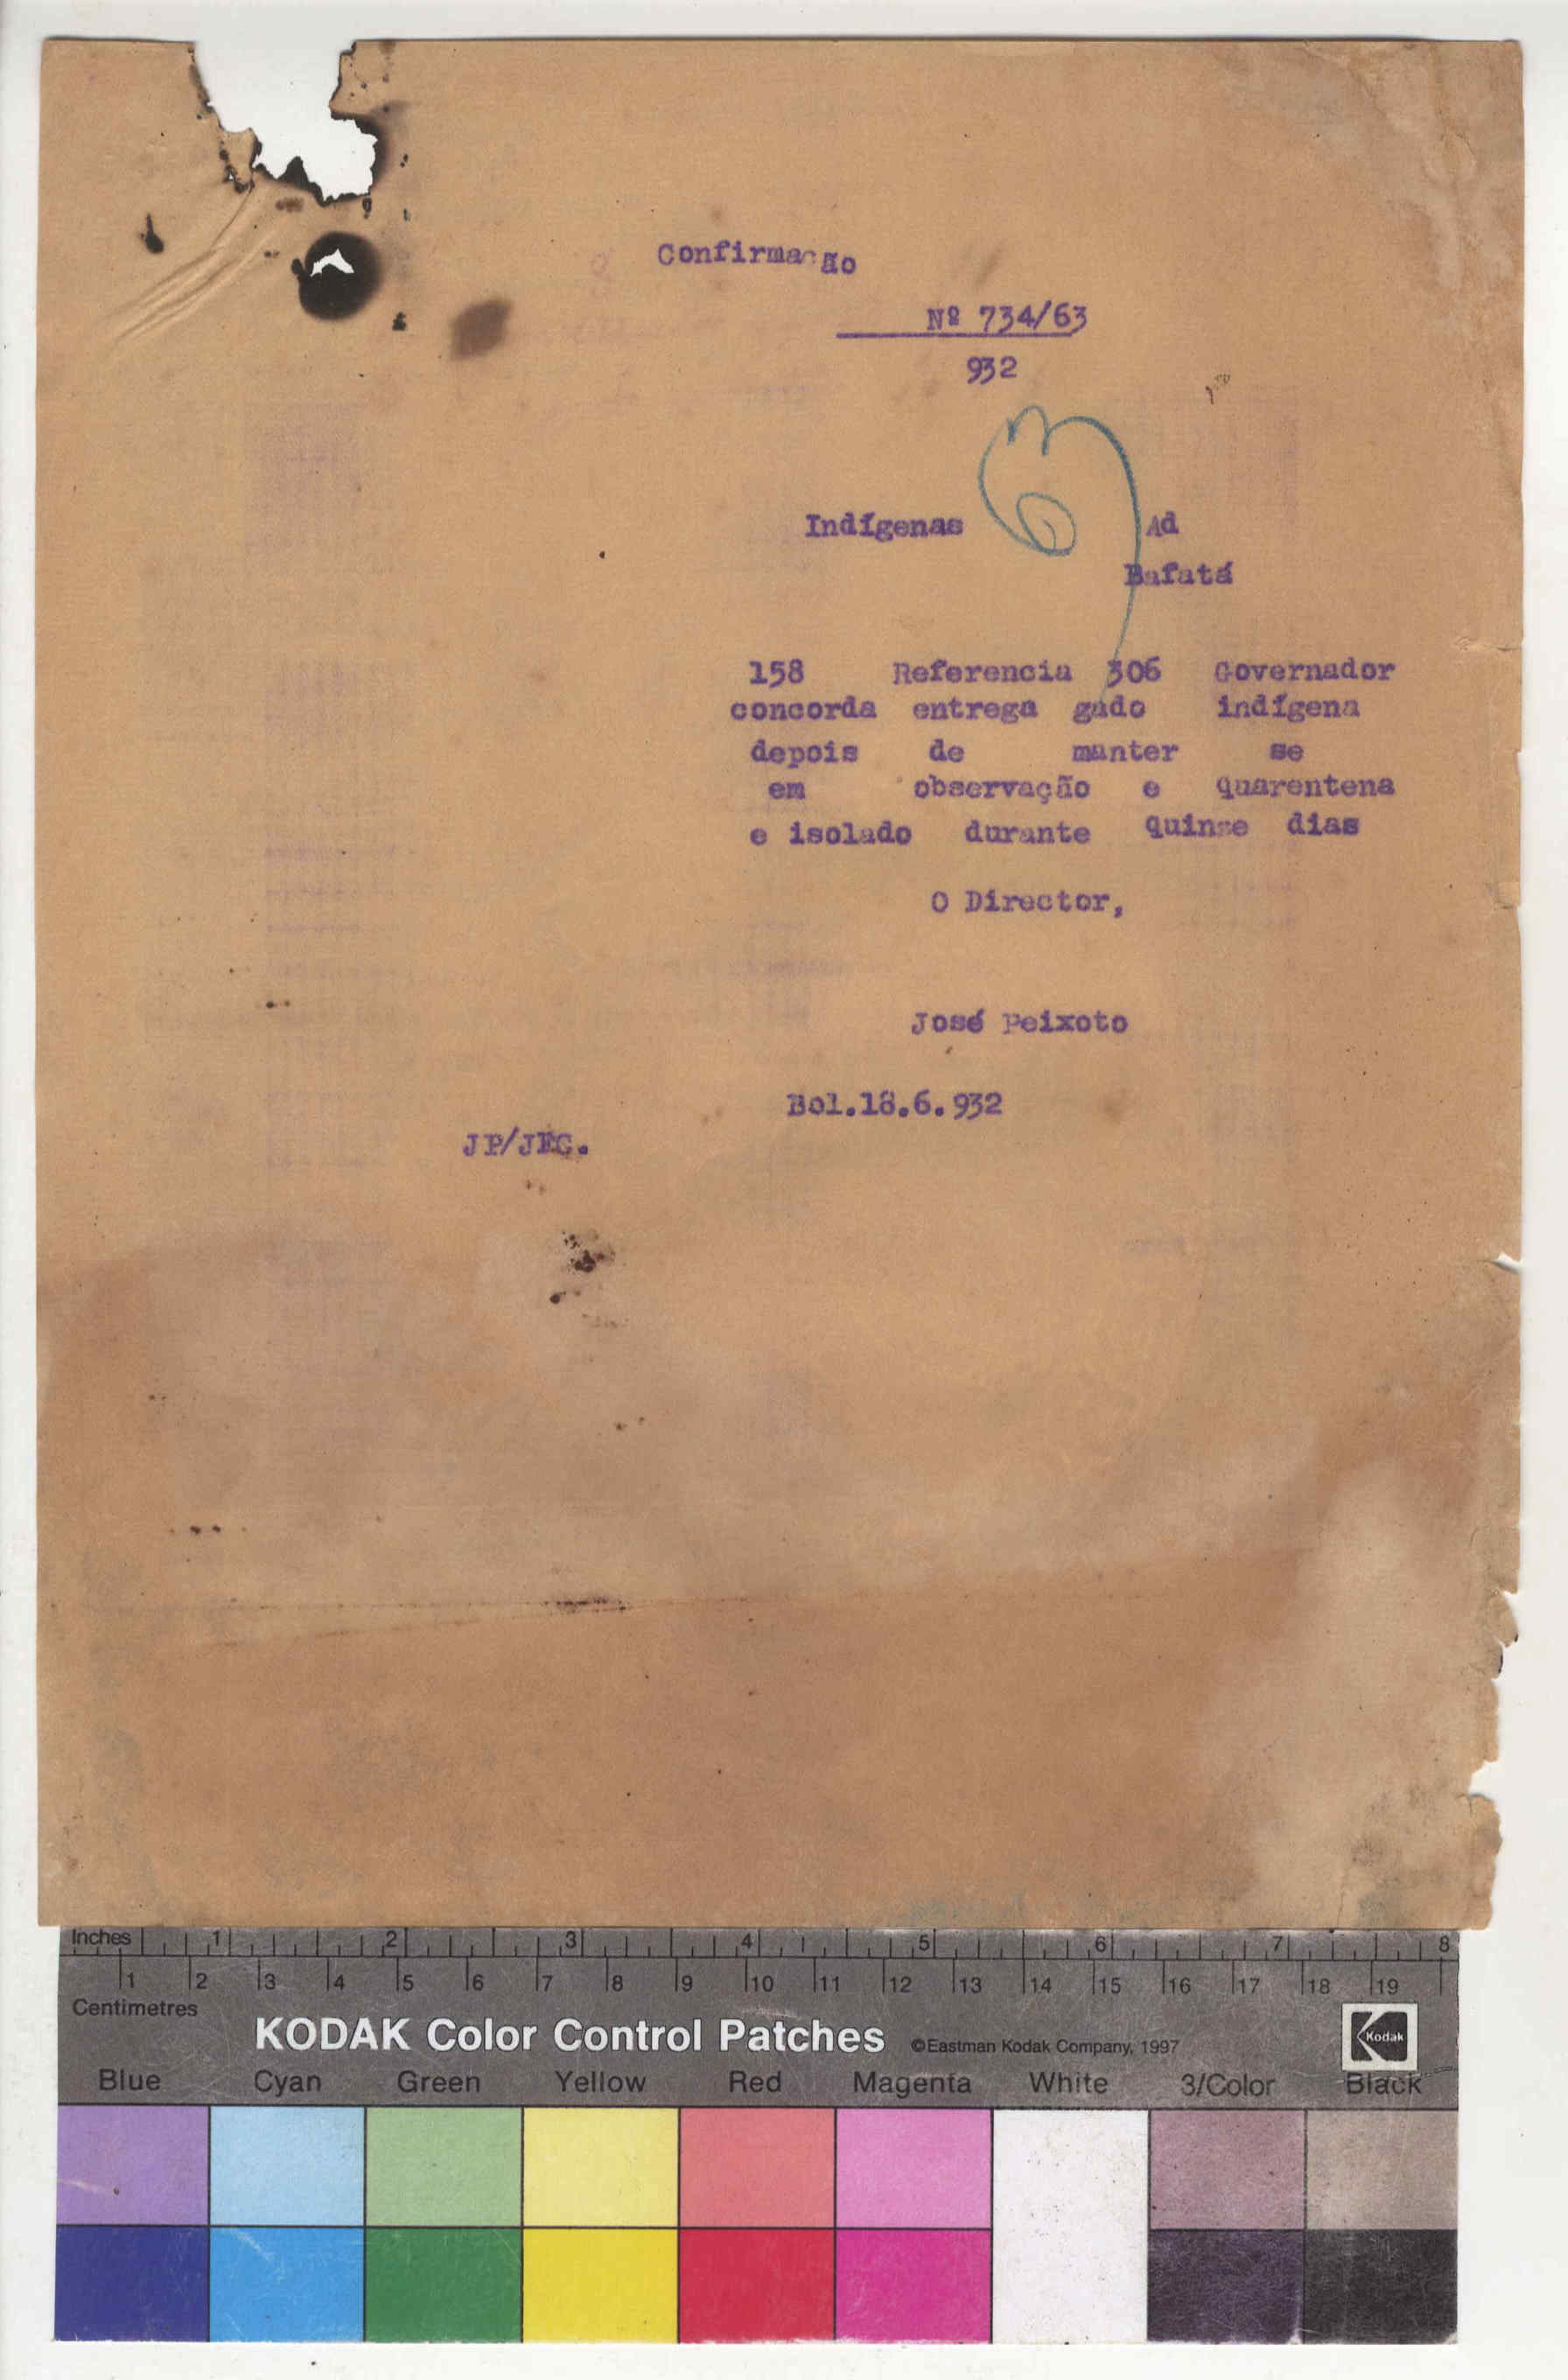 Confirmação
Nº 734/63
932
Indígenas Ad
Bafatá
158 Referencia 306 Governador
concorda entrega gado indígena
depois de manter se
em observação e quarentena
e isolado durante quinse dias
O Director,
José Peixoto
Bol.18.6.932
JP/JEG.
Inches 1 2 3 4 5 6 7 8
1 2 3 4 5 6 7 8 9 10 11 12 13 14 15 16 17 18 19
Centimetres
KODAK Color Control Patches ©Eastman Kodak Company, 1997 Kodak
Blue Cyan Green Yellow Red Magenta White 3/Color Black